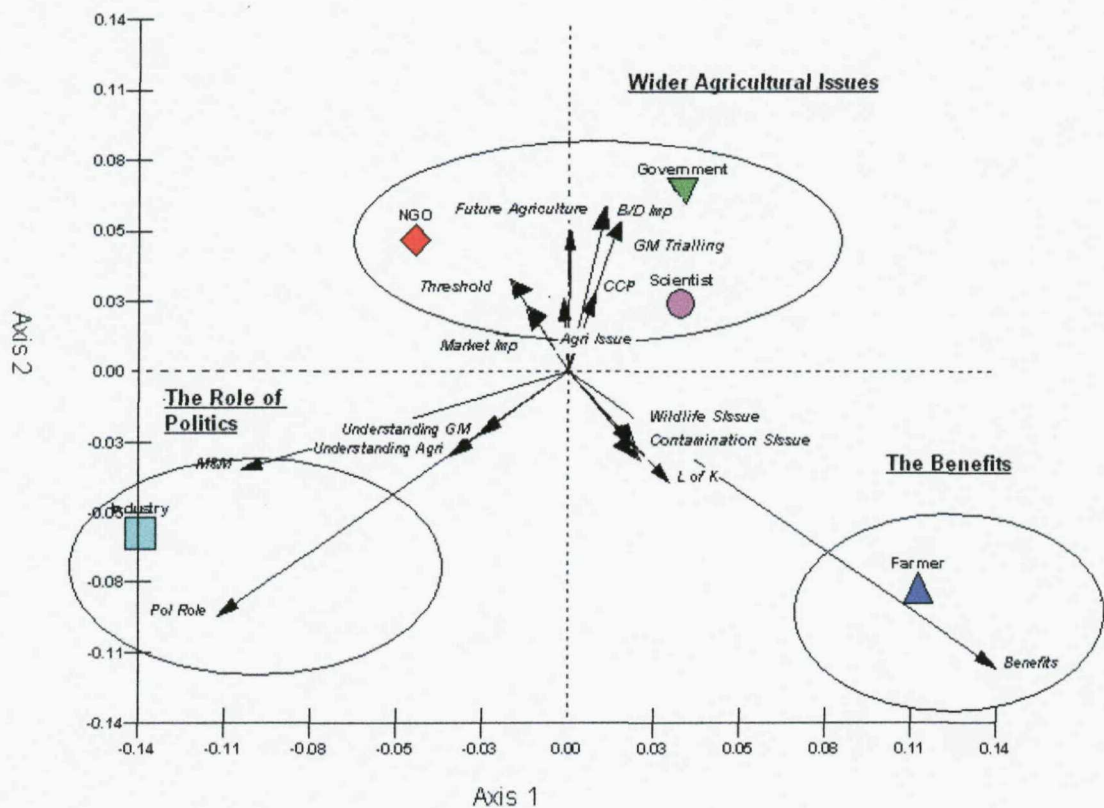 0.14
Wider Agricultural Issues
0.11
0.08
Government
NGO
Future Agriculture
B/D Imp
0.05
GM Trialling
Threshold
CCP
Scientist
0.03
Market Imp
Agri Issue
Axis 2
0.00
The Role of
Politics
Wildlife SIssue
Understanding GM
-0.03
Understanding Agri
Contamination SIssue
M&M
L of K
The Benefits
Industry
-0.05
Farmer
-0.08
Pol Role
-0.11
Benefits
-0.14
-0.14
-0.11
-0.08
-0.05
-0.03
0.00
0.03
0.05
0.08
0.11
0.14
Axis 1